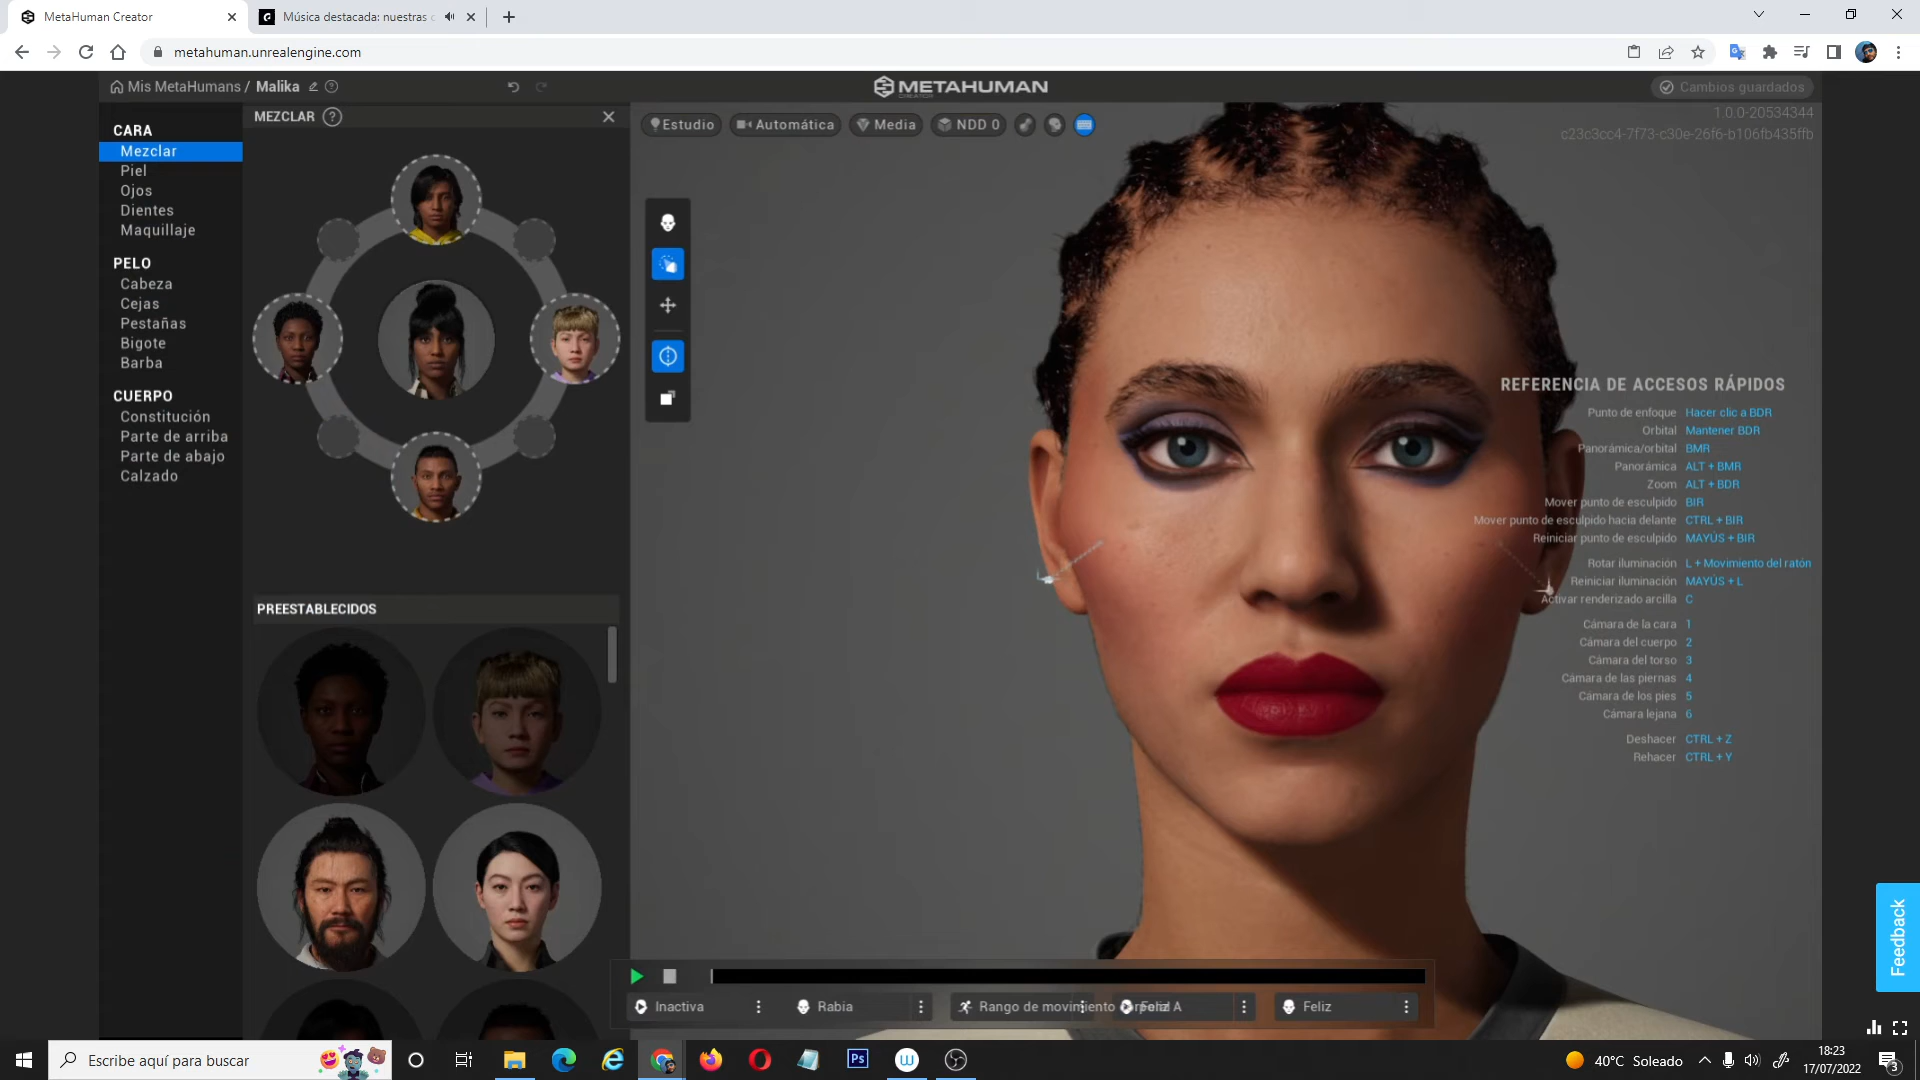 MetaHuman Creator
Música destacada: nuestras
metahuman.unrealengine.com
Mis MetaHumans / Malika
METAHUMAN
CREATOR
Cambios guardados
1.0.0-20534344
c23c3cc4-7f73-c30e-26f6-b106fb435ffb
CARA
Mezclar
Piel
Ojos
Dientes
Maquillaje
PELO
Cabeza
Cejas
Pestañas
Bigote
Barba
CUERPO
Constitución
Parte de arriba
Parte de abajo
Calzado
MEZCLAR ?
PREESTABLECIDOS
Estudio
Automática
Media
NDD 0
REFERENCIA DE ACCESOS RÁPIDOS
Punto de enfoque Hacer clic a BDR
Orbital Mantener BDR
Panorámica/orbital BMR
Panorámica ALT + BMR
Zoom ALT + BDR
Mover punto de esculpido BIR
Mover punto de esculpido hacia delante CTRL + BIR
Reiniciar punto de esculpido MAYÚS + BIR
Rotar iluminación L + Movimiento del ratón
Reiniciar iluminación MAYÚS + L
Activar renderizado arcilla C
Cámara de la cara 1
Cámara del cuerpo 2
Cámara del torso 3
Cámara de las piernas 4
Cámara de los pies 5
Cámara lejana 6
Deshacer CTRL + Z
Rehacer CTRL + Y
Feedback
Inactiva
Rabia
Rango de movimiento
Feliz A
Feliz
Escribe aquí para buscar
Ps
40°C Soleado
18:23
17/07/2022
3